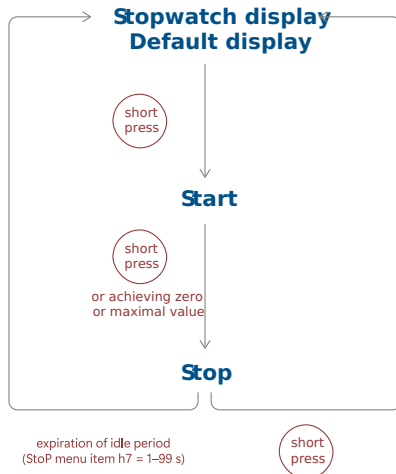 Stopwatch display
Default display
short
press
Start
short
press
or achieving zero
or maximal value
Stop
expiration of idle period
(StoP menu item h7 = 1–99 s)
short
press